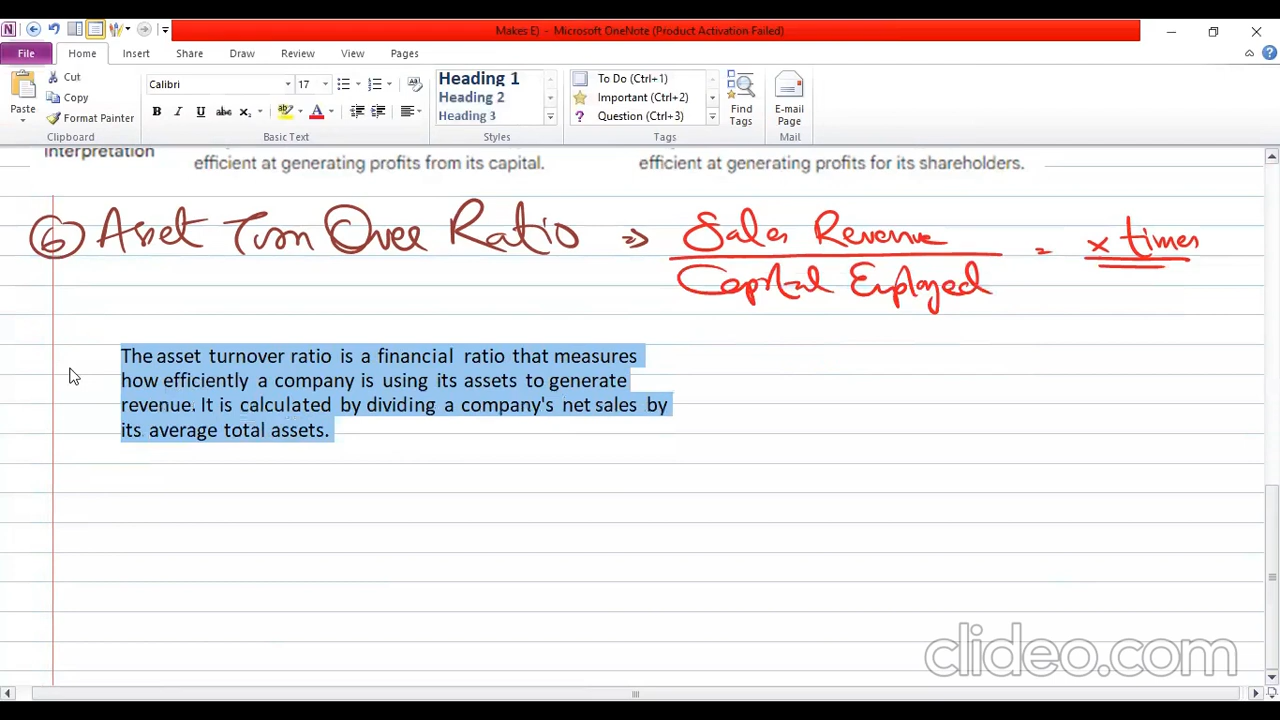 Makes E) - Microsoft OneNote (Product Activation Failed)
File Home Insert Share Draw Review View Pages
Paste
Cut
Copy
Format Painter
Clipboard
Calibri 17
B I U abc X₂ ab A
Basic Text
Heading 1
Heading 2
Heading 3
Styles
To Do (Ctrl+1)
Important (Ctrl+2)
Question (Ctrl+3)
Tags
Find
Tags
E-mail
Page
Mail
interpretation
efficient at generating profits from its capital.
efficient at generating profits for its shareholders.
6 Asset Turn Over Ratio ⇒ Sales Revenue = x times
Capital Employed
The asset turnover ratio is a financial ratio that measures
how efficiently a company is using its assets to generate
revenue. It is calculated by dividing a company's net sales by
its average total assets.
clideo.com